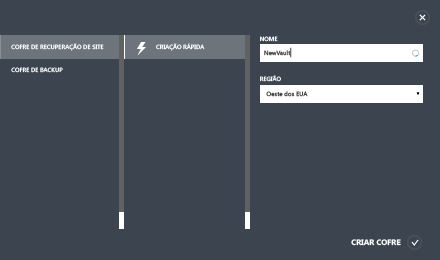 COFRE DE RECUPERAÇÃO DE SITE
COFRE DE BACKUP
CRIAÇÃO RÁPIDA
NOME
NewVault
REGIÃO
Oeste dos EUA
CRIAR COFRE